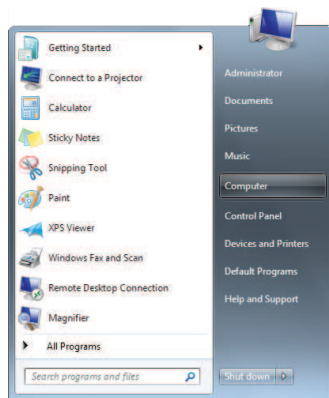 Getting Started
Connect to a Projector
Calculator
Sticky Notes
Snipping Tool
Paint
XPS Viewer
Windows Fax and Scan
Remote Desktop Connection
Magnifier
All Programs
Search programs and files
Administrator
Documents
Pictures
Music
Computer
Control Panel
Devices and Printers
Default Programs
Help and Support
Shut down